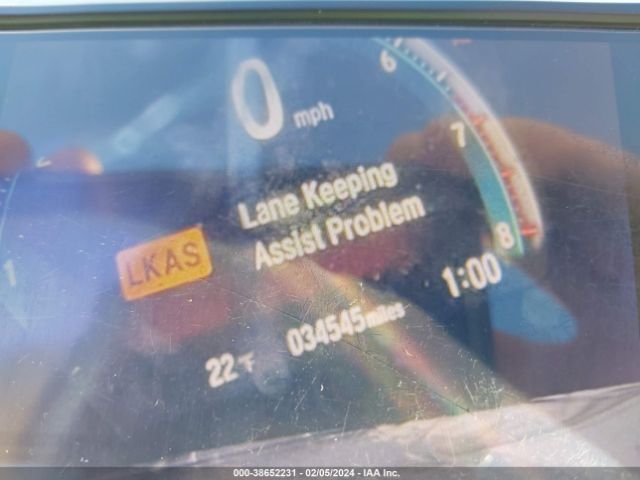 0 mph
6
7
8
1
Lane Keeping
Assist Problem
LKAS
1:00
034545 miles
22 °F
000-38652231 - 02/05/2024 - IAA Inc.